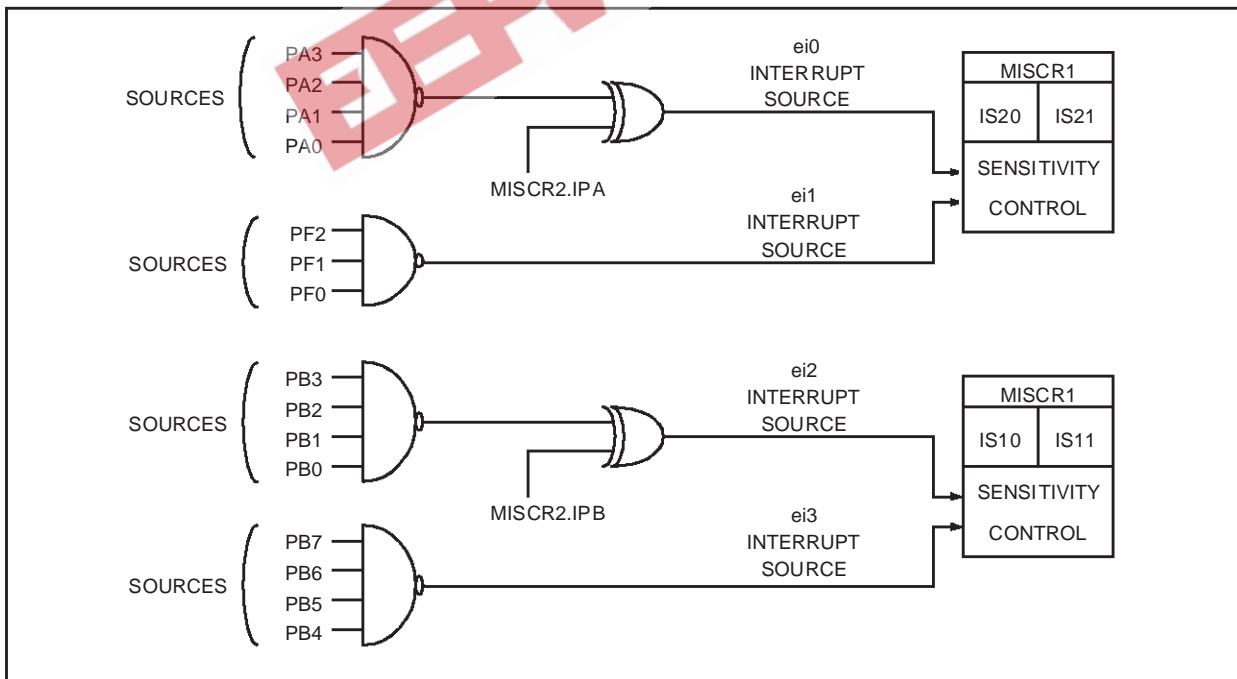 SOURCES
PA3
PA2
PA1
PA0
MISCR2.IPA
ei0
INTERRUPT
SOURCE
MISCR1
IS20 IS21
SENSITIVITY
CONTROL
SOURCES
PF2
PF1
PF0
ei1
INTERRUPT
SOURCE
SOURCES
PB3
PB2
PB1
PB0
MISCR2.IPB
ei2
INTERRUPT
SOURCE
MISCR1
IS10 IS11
SENSITIVITY
CONTROL
SOURCES
PB7
PB6
PB5
PB4
ei3
INTERRUPT
SOURCE